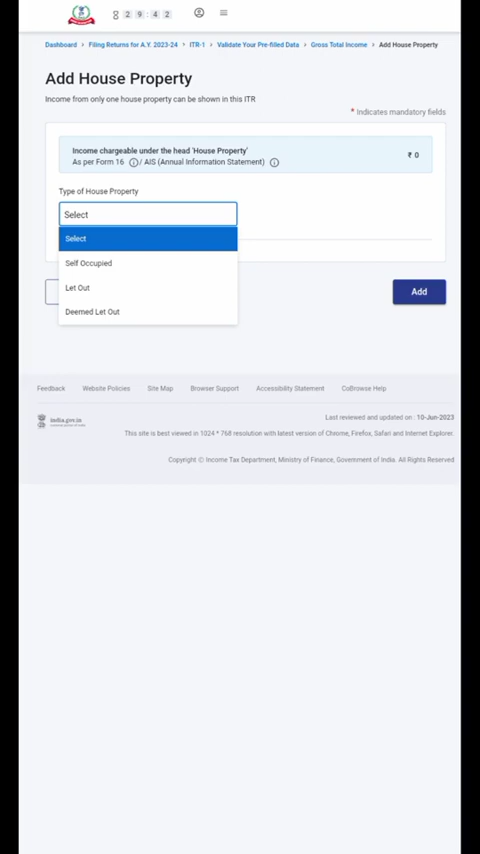 29:42
Dashboard > Filing Returns for A.Y. 2023-24 > ITR-1 > Validate Your Pre-filled Data > Gross Total Income > Add House Property
Add House Property
Income from only one house property can be shown in this ITR
* Indicates mandatory fields
Income chargeable under the head 'House Property'
As per Form 16 / AIS (Annual Information Statement)
₹ 0
Type of House Property
Select
Select
Self Occupied
Let Out
Deemed Let Out
Add
Feedback Website Policies Site Map Browser Support Accessibility Statement CoBrowse Help
india.gov.in
Last reviewed and updated on : 10-Jun-2023
This site is best viewed in 1024 * 768 resolution with latest version of Chrome, Firefox, Safari and Internet Explorer.
Copyright © Income Tax Department, Ministry of Finance, Government of India. All Rights Reserved